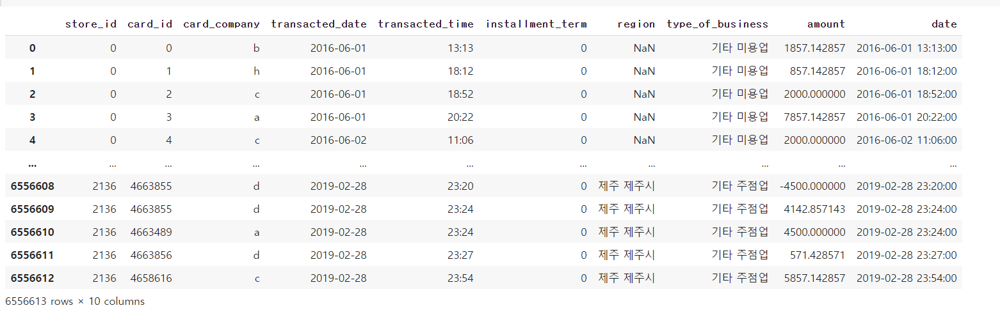 store_id card_id card_company transacted_date transacted_time installment_term region type_of_business amount date
0 0 0 b 2016-06-01 13:13 0 NaN 기타 미용업 1857.142857 2016-06-01 13:13:00
1 0 1 h 2016-06-01 18:12 0 NaN 기타 미용업 857.142857 2016-06-01 18:12:00
2 0 2 c 2016-06-01 18:52 0 NaN 기타 미용업 2000.000000 2016-06-01 18:52:00
3 0 3 a 2016-06-01 20:22 0 NaN 기타 미용업 7857.142857 2016-06-01 20:22:00
4 0 4 c 2016-06-02 11:06 0 NaN 기타 미용업 2000.000000 2016-06-02 11:06:00
... ... ... ... ... ... ... ... ... ... ...
6556608 2136 4663855 d 2019-02-28 23:20 0 제주 제주시 기타 주점업 -4500.000000 2019-02-28 23:20:00
6556609 2136 4663855 d 2019-02-28 23:24 0 제주 제주시 기타 주점업 4142.857143 2019-02-28 23:24:00
6556610 2136 4663489 a 2019-02-28 23:24 0 제주 제주시 기타 주점업 4500.000000 2019-02-28 23:24:00
6556611 2136 4663856 d 2019-02-28 23:27 0 제주 제주시 기타 주점업 571.428571 2019-02-28 23:27:00
6556612 2136 4658616 c 2019-02-28 23:54 0 제주 제주시 기타 주점업 5857.142857 2019-02-28 23:54:00
6556613 rows × 10 columns